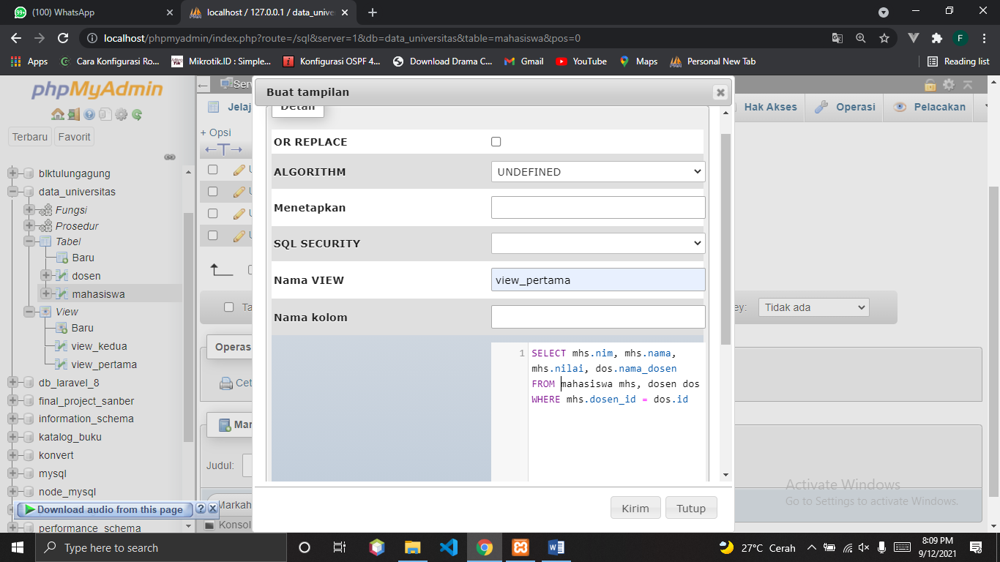 (100) WhatsApp
localhost / 127.0.0.1 / data_unive
localhost/phpmyadmin/index.php?route=/sql&server=1&db=data_universitas&table=mahasiswa&pos=0
F
Apps
Cara Konfigurasi Ro...
Mikrotik.ID : Simple...
Konfigurasi OSPF 4...
Download Drama C...
Gmail
YouTube
Maps
Personal New Tab
Reading list
phpMyAdmin
Terbaru
Favorit
blktulungagung
data_universitas
Fungsi
Prosedur
Tabel
Baru
dosen
mahasiswa
View
Baru
view_kedua
view_pertama
db_laravel_8
final_project_sanber
information_schema
katalog_buku
konvert
mysql
node_mysql
Download audio from this page
performance_schema
Ser
Jelaj
Hak Akses
Operasi
Pelacakan
+ Opsi
Ta
ey:
Tidak ada
Operas
Cet
Mar
Judul:
Markah
Konsol
Buat tampilan
Detail
OR REPLACE
ALGORITHM
UNDEFINED
Menetapkan
SQL SECURITY
Nama VIEW
view_pertama
Nama kolom
1 SELECT mhs.nim, mhs.nama,
mhs.nilai, dos.nama_dosen
FROM mahasiswa mhs, dosen dos
WHERE mhs.dosen_id = dos.id
Kirim
Tutup
Activate Windows
Go to Settings to activate Windows.
Type here to search
27°C Cerah
8:09 PM
9/12/2021